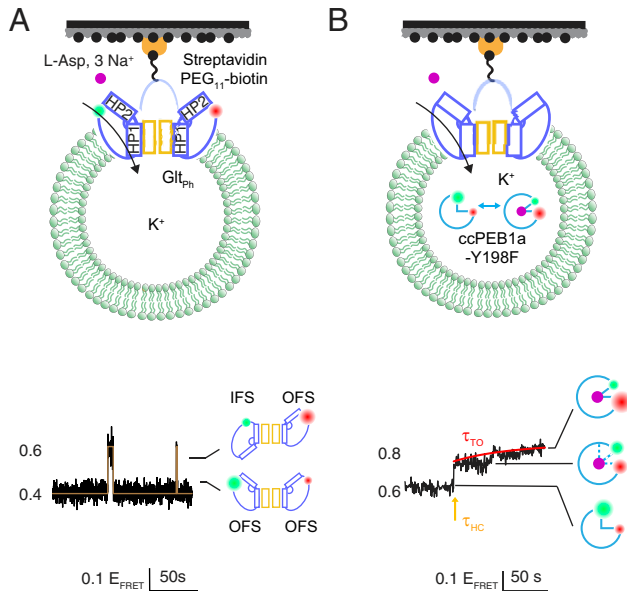 A
B
L-Asp, 3 Na⁺
Streptavidin
PEG₁₁-biotin
HP2
HP2
HP1
HP1
Glt_Ph
K⁺
K⁺
ccPEB1a
-Y198F
IFS
OFS
0.6
0.4
OFS
OFS
0.1 E_FRET
50s
0.8
0.6
τ_TO
τ_HC
0.1 E_FRET
50 s